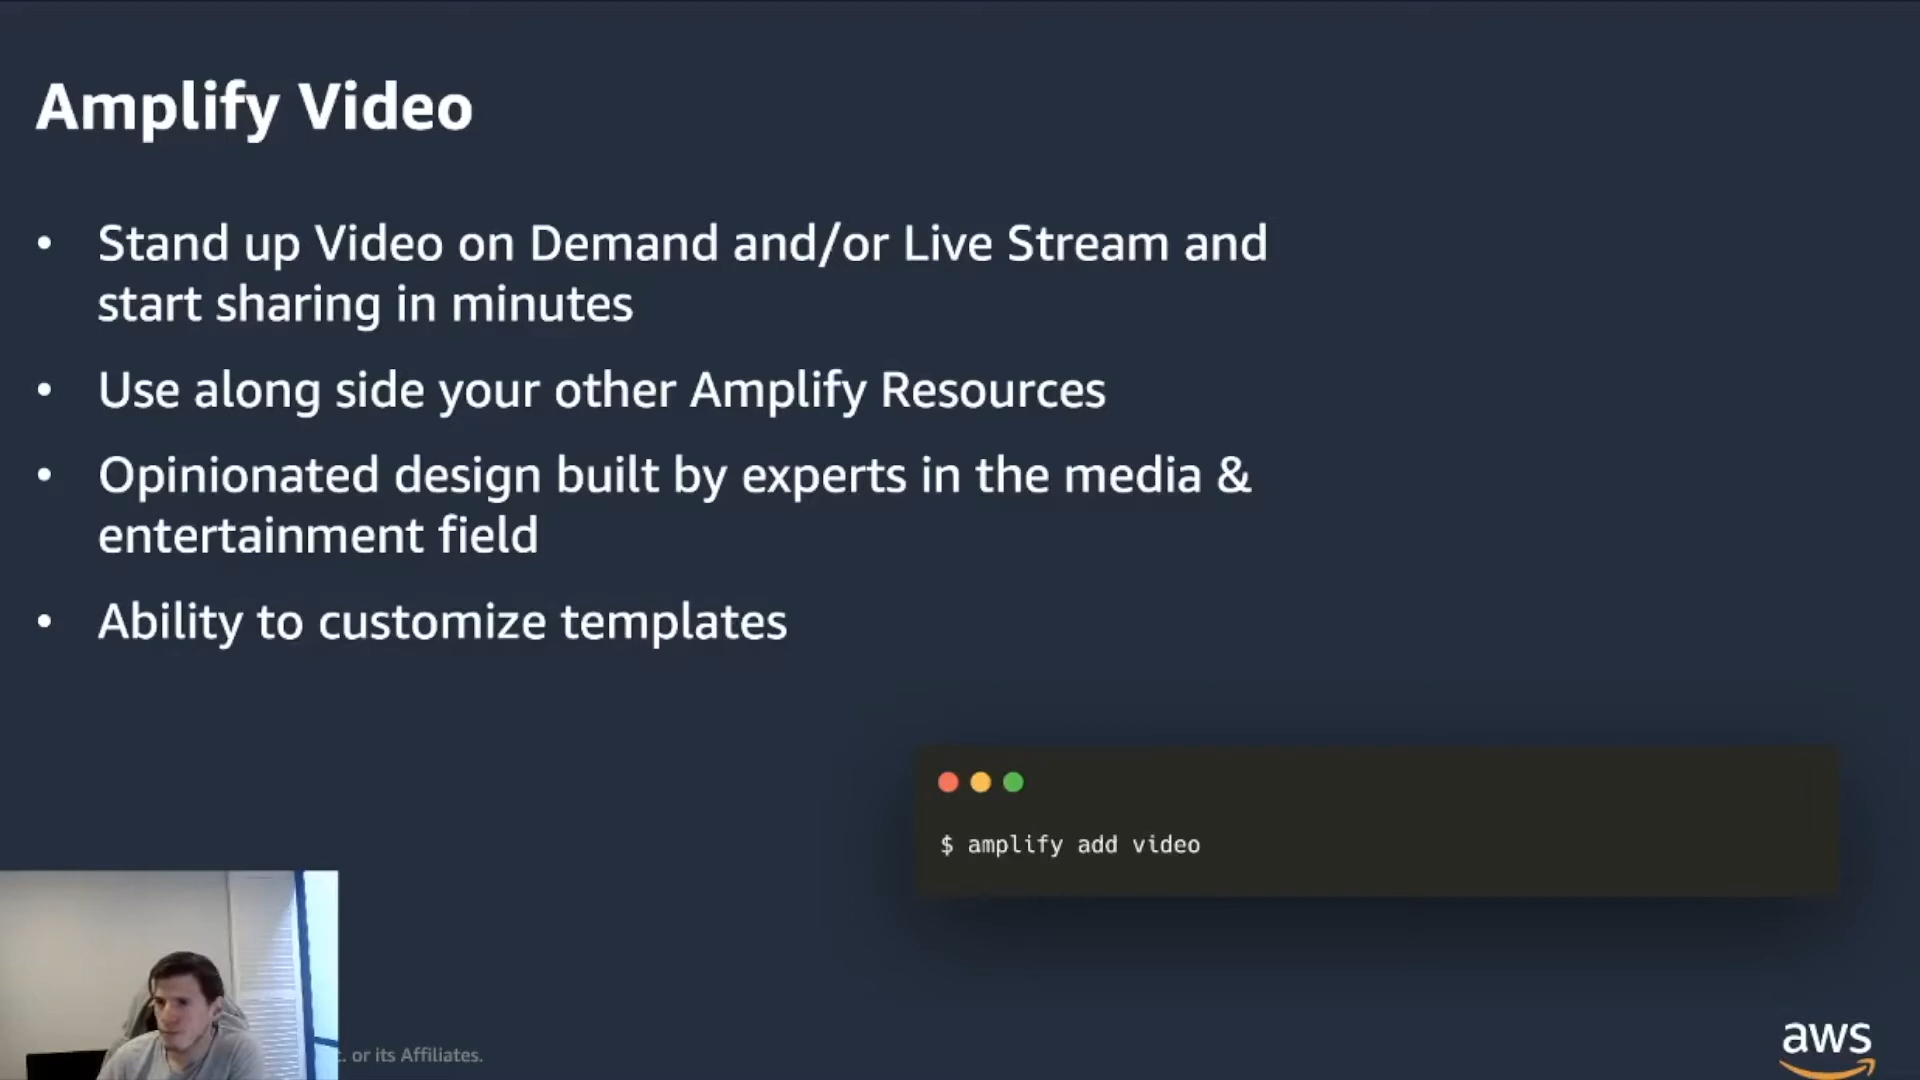 Amplify Video
• Stand up Video on Demand and/or Live Stream and
start sharing in minutes
• Use along side your other Amplify Resources
• Opinionated design built by experts in the media &
entertainment field
• Ability to customize templates
$ amplify add video
. or its Affiliates.
aws